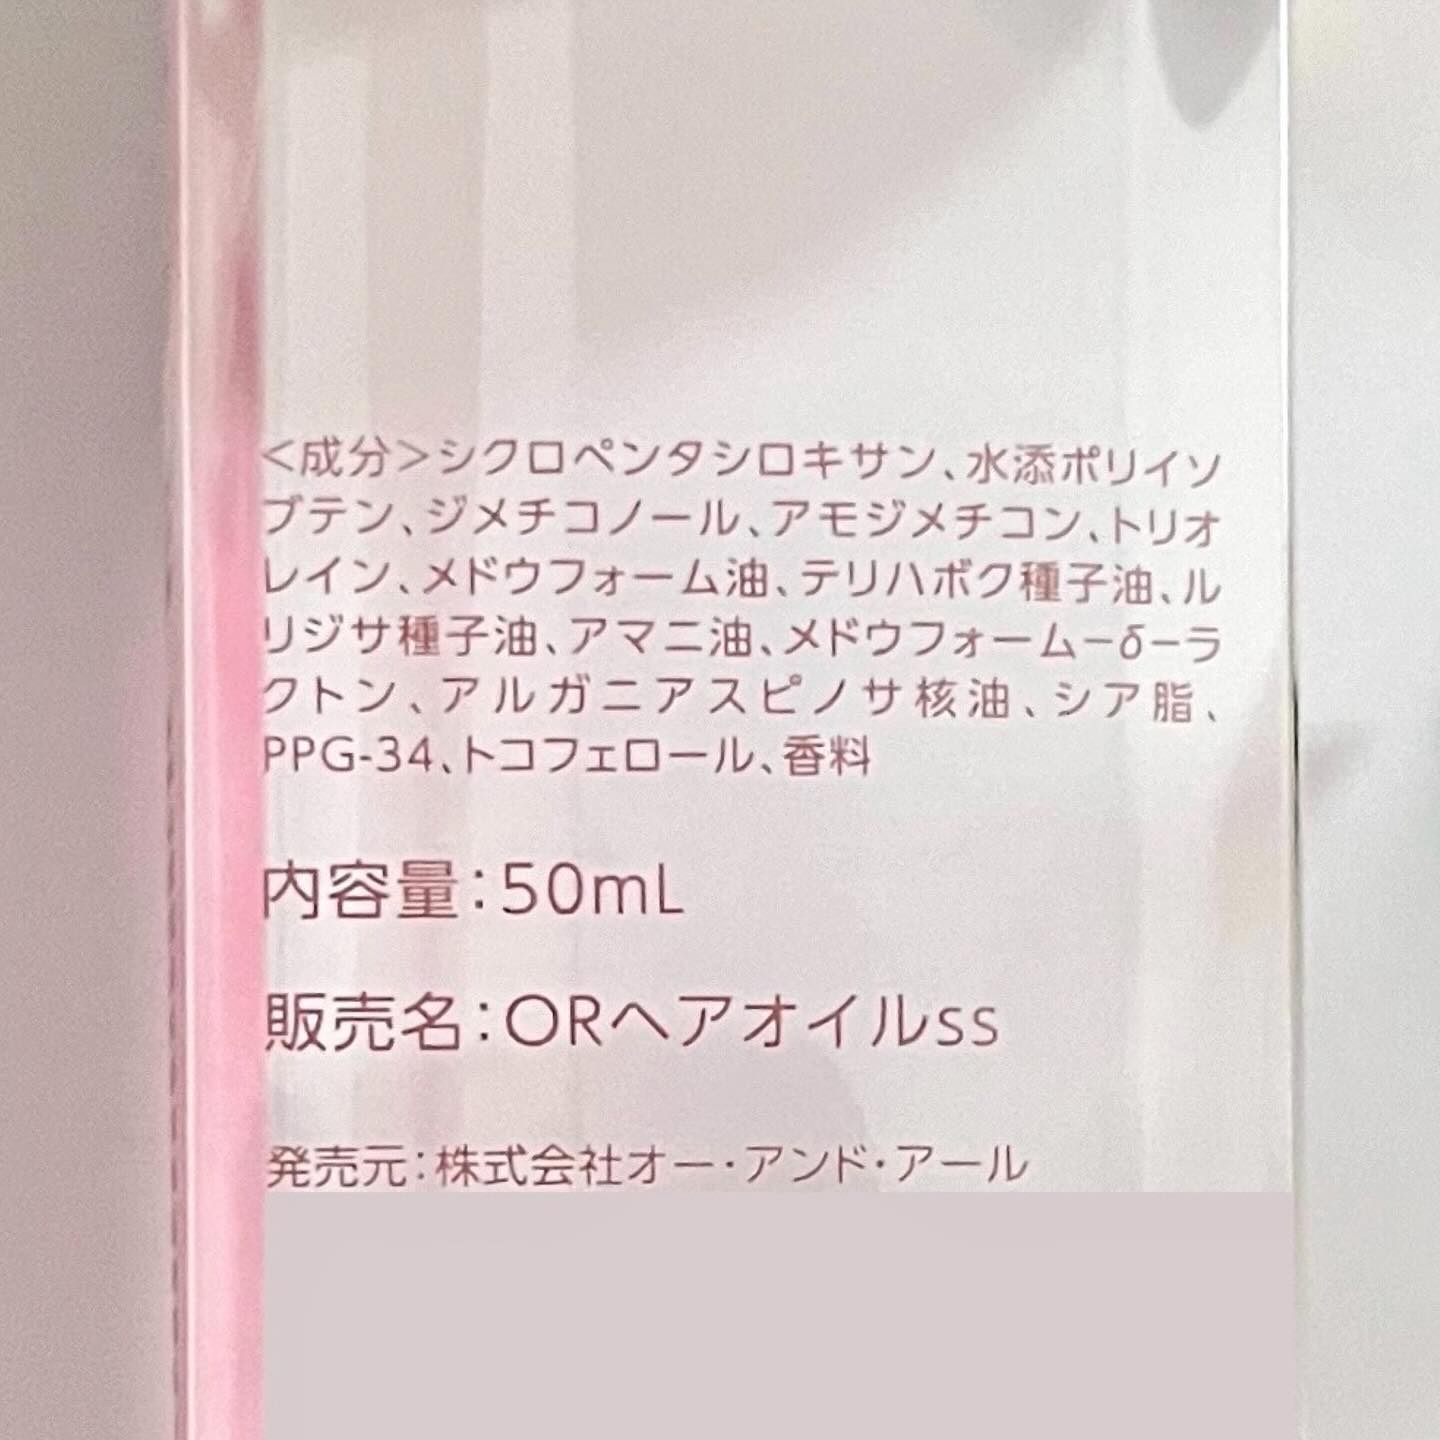 ＜成分＞シクロペンタシロキサン、水添ポリイソ
ブテン、ジメチコノール、アモジメチコン、トリオ
レイン、メドウフォーム油、テリハボク種子油、ル
リジサ種子油、アマニ油、メドウフォーム－δ－ラ
クトン、アルガニアスピノサ核油、シア脂、
PPG-34、トコフェロール、香料
内容量：50mL
販売名：ORヘアオイルss
発売元：株式会社オー・アンド・アール